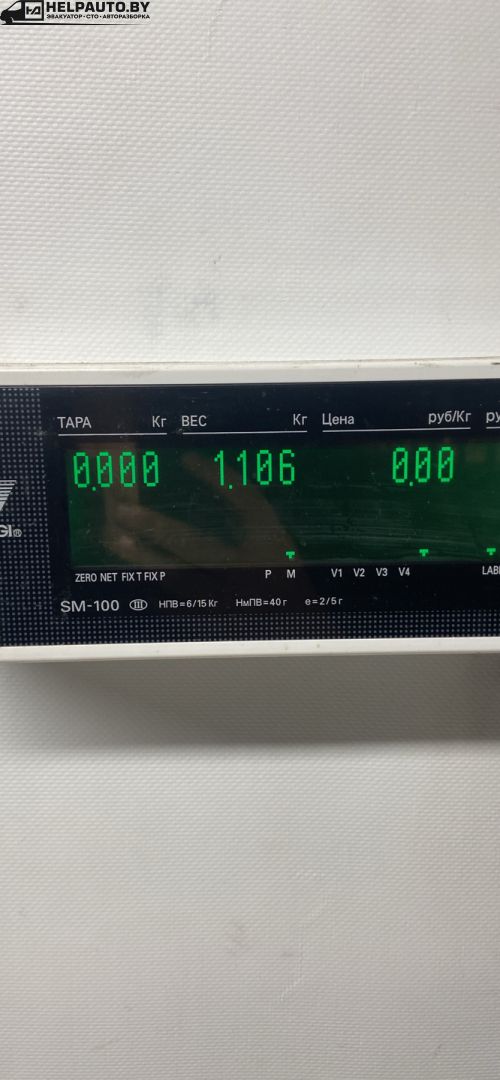 HELPAUTO.BY
ЭВАКУАТОР • СТО • АВТОРАЗБОРКА
ТАРА Кг ВЕС Кг Цена руб/Кг
0.000 1.106 0.00
ZERO NET FIX T FIX P P M V1 V2 V3 V4
SM-100 III НПВ=6/15 Кг НмПВ=40 г e=2/5 г